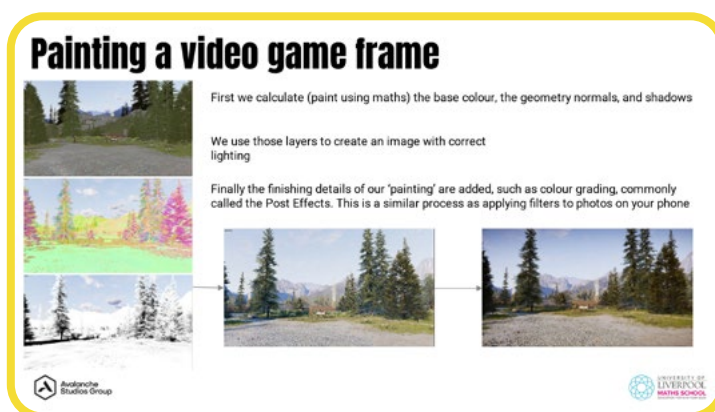 Painting a video game frame
First we calculate (paint using maths) the base colour, the geometry normals, and shadows
We use those layers to create an image with correct
lighting
Finally the finishing details of our 'painting' are added, such as colour grading, commonly
called the Post Effects. This is a similar process as applying filters to photos on your phone
Avalanche
Studios Group
UNIVERSITY OF
LIVERPOOL
MATHS SCHOOL